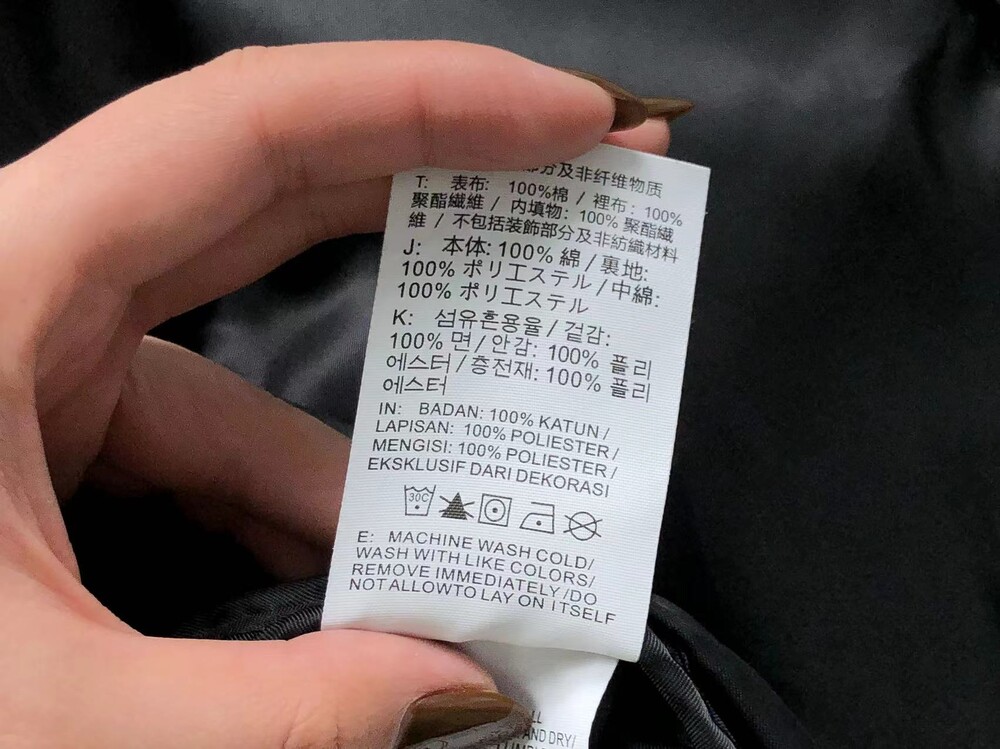 部分及非纤维物质
T: 表布: 100%棉 / 裡布: 100%
聚酯纖維 / 內填物: 100% 聚酯纖
維 / 不包括装飾部分及非紡織材料
J: 本体: 100% 綿 / 裏地:
100% ポリエステル / 中綿:
100% ポリエステル
K: 섬유혼용율 / 겉감:
100% 면 / 안감: 100% 폴리
에스터 / 충전재: 100% 폴리
에스터
IN: BADAN: 100% KATUN /
LAPISAN: 100% POLIESTER /
MENGISI: 100% POLIESTER /
EKSKLUSIF DARI DEKORASI
30C
E: MACHINE WASH COLD/
WASH WITH LIKE COLORS/
REMOVE IMMEDIATELY/DO
NOT ALLOWTO LAY ON ITSELF
AND DRY/